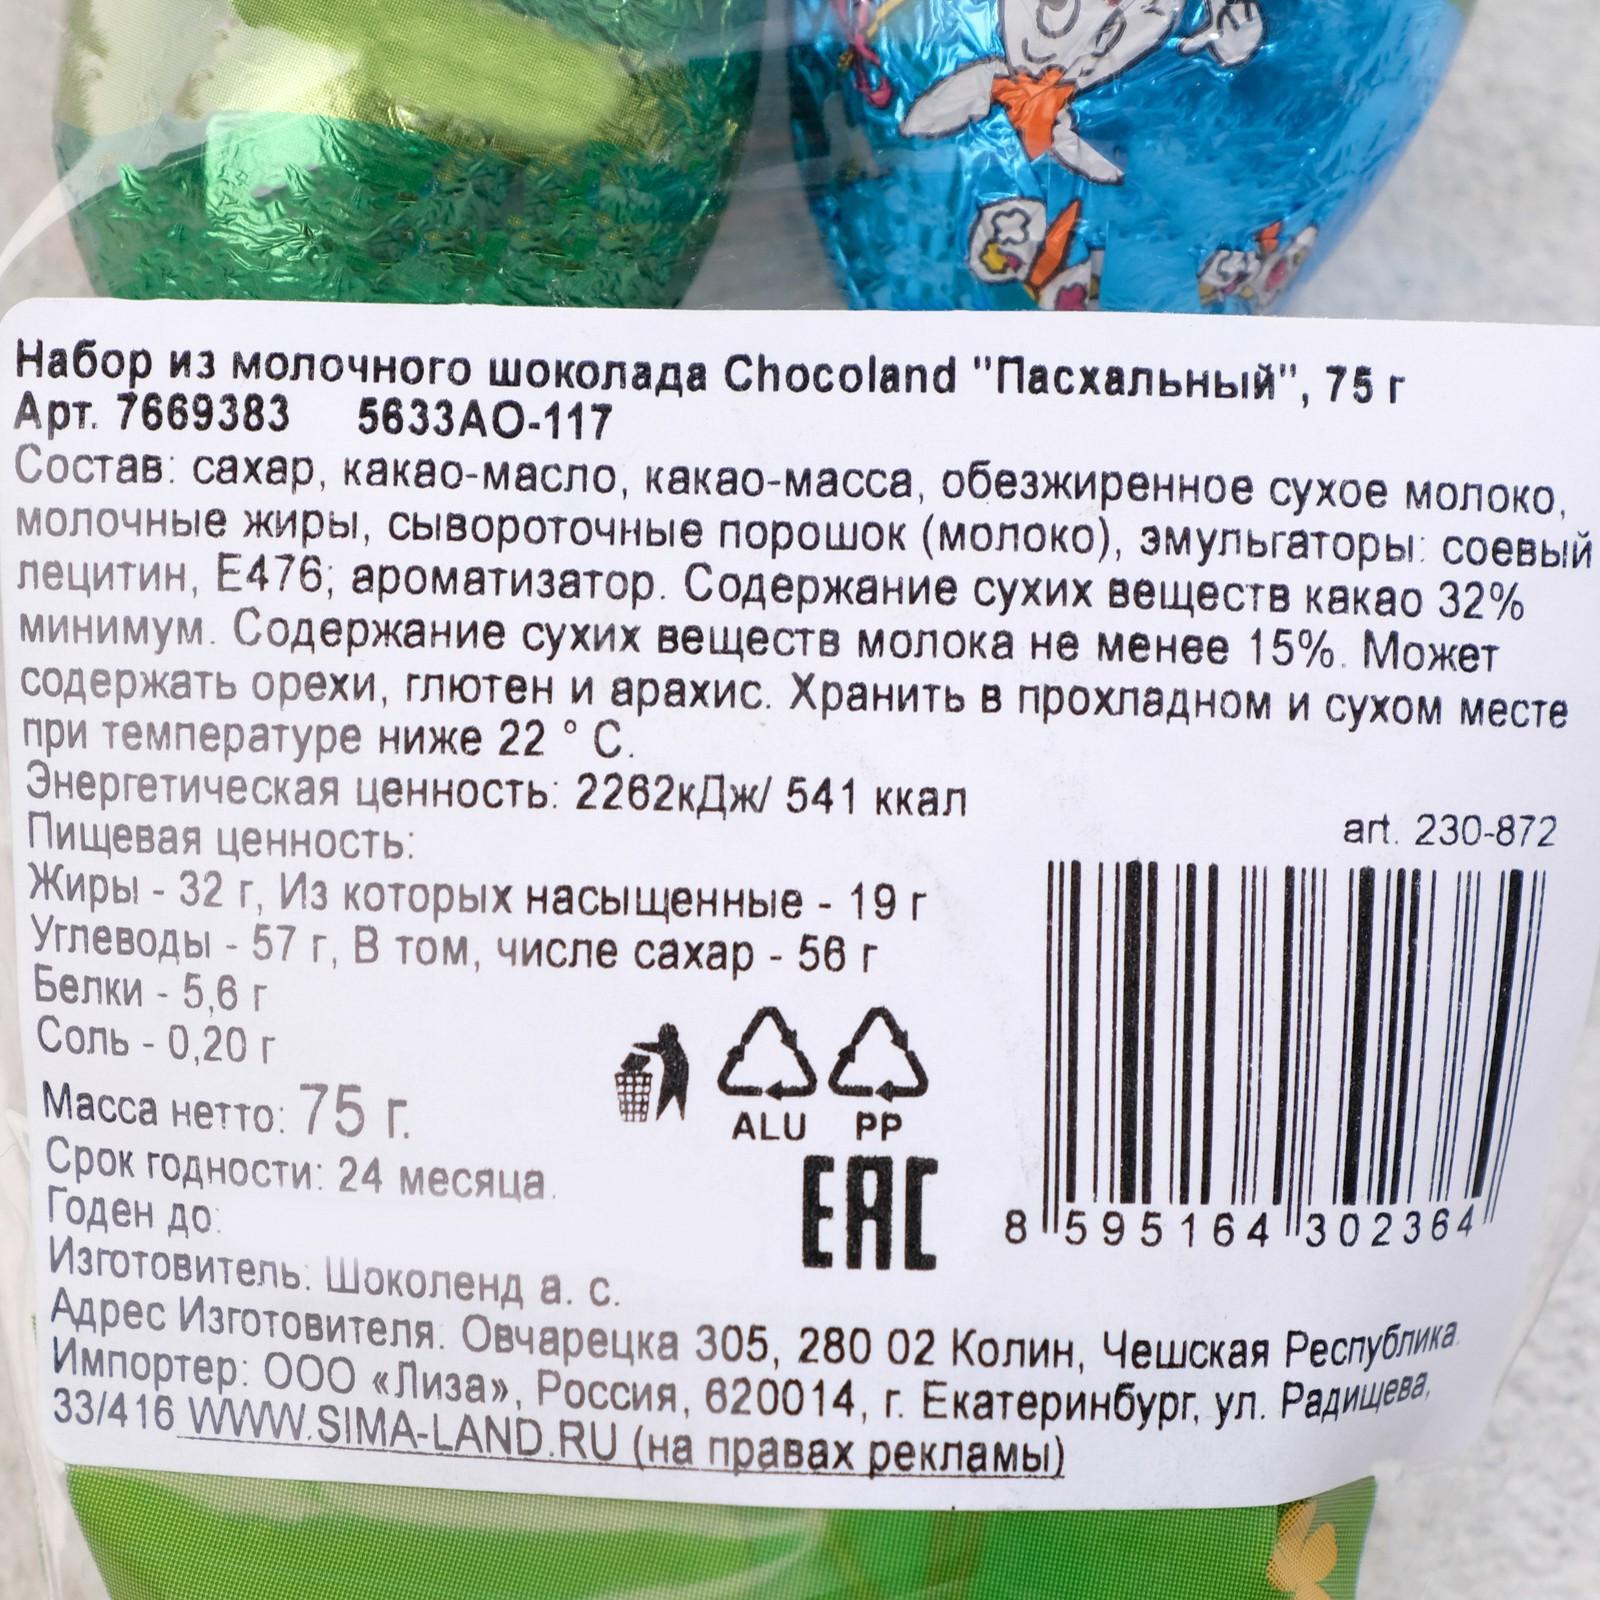 Набор из молочного шоколада Chocoland "Пасхальный", 75 г
Арт. 7669383 5633АО-117
Состав: сахар, какао-масло, какао-масса, обезжиренное сухое молоко,
молочные жиры, сывороточные порошок (молоко), эмульгаторы: соевый
лецитин, Е476; ароматизатор. Содержание сухих веществ какао 32%
минимум. Содержание сухих веществ молока не менее 15%. Может
содержать орехи, глютен и арахис. Хранить в прохладном и сухом месте
при температуре ниже 22 ° С.
Энергетическая ценность: 2262кДж/ 541 ккал
Пищевая ценность:
Жиры - 32 г, Из которых насыщенные - 19 г
Углеводы - 57 г, В том, числе сахар - 56 г
Белки - 5,6 г
Соль - 0,20 г
Масса нетто: 75 г.
Срок годности: 24 месяца.
Годен до:
Изготовитель: Шоколенд а. с.
Адрес Изготовителя: Овчарецка 305, 280 02 Колин, Чешская Республика.
Импортер: ООО «Лиза», Россия, 620014, г. Екатеринбург, ул. Радищева,
33/416 WWW.SIMA-LAND.RU (на правах рекламы)
art. 230-872
8 595164 302364
ALU PP
EAC